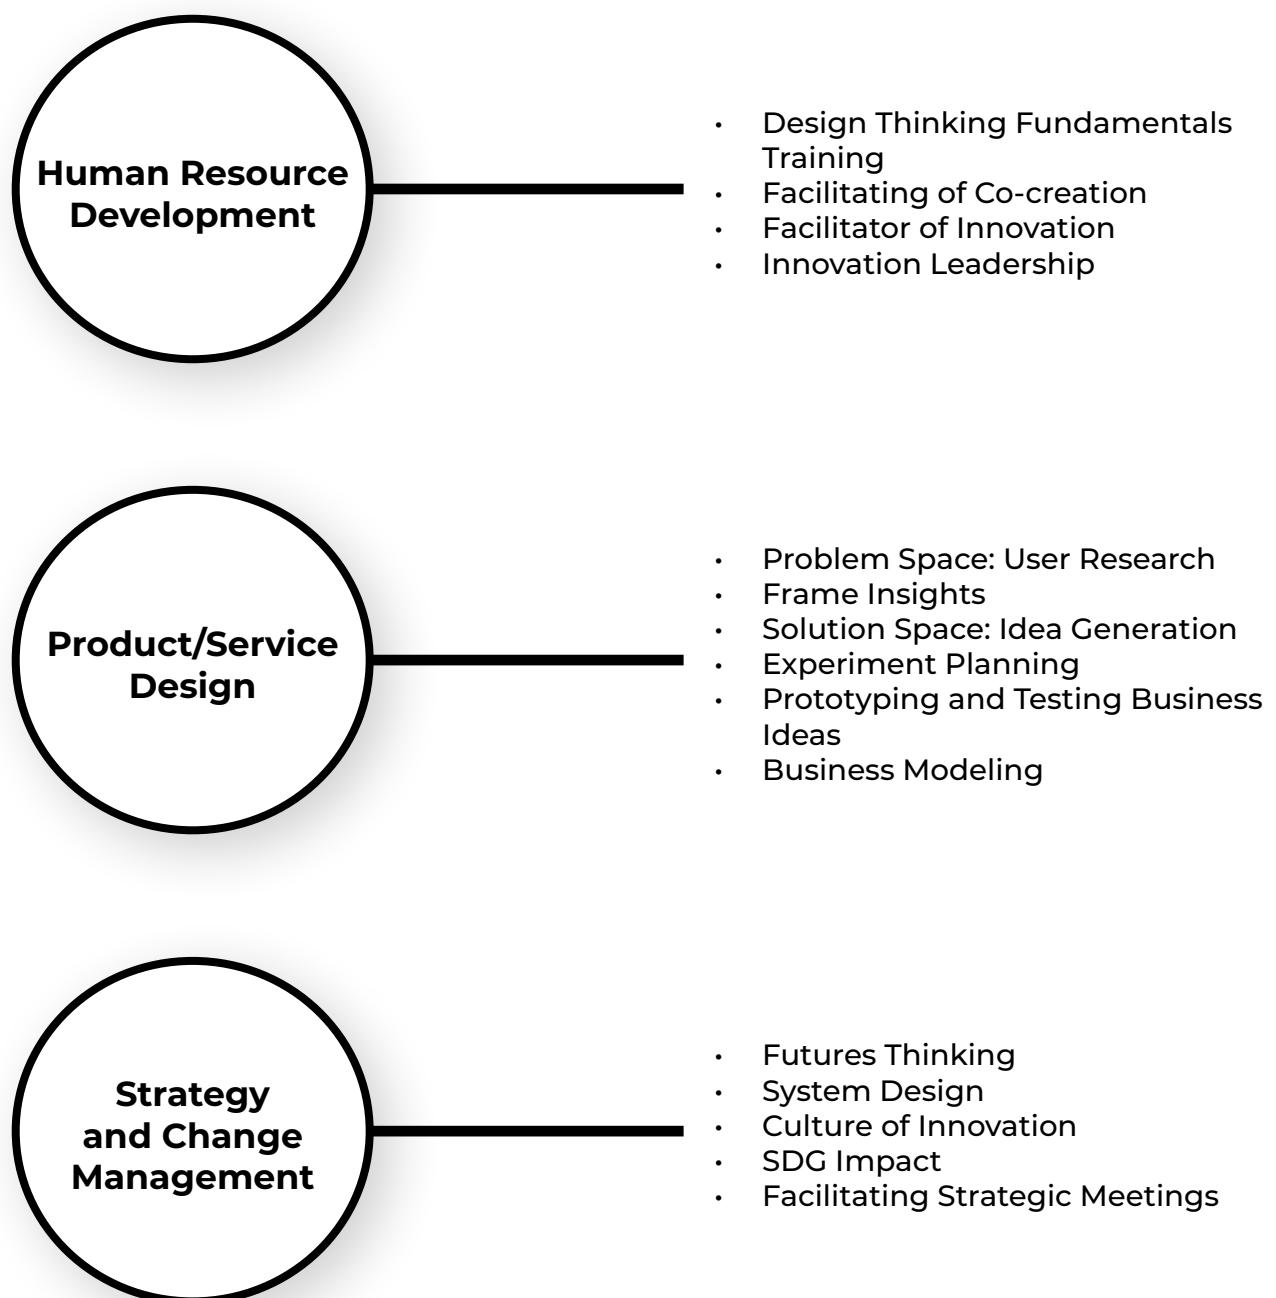 Human Resource
Development
• Design Thinking Fundamentals
Training
• Facilitating of Co-creation
• Facilitator of Innovation
• Innovation Leadership
Product/Service
Design
• Problem Space: User Research
• Frame Insights
• Solution Space: Idea Generation
• Experiment Planning
• Prototyping and Testing Business
Ideas
• Business Modeling
Strategy
and Change
Management
• Futures Thinking
• System Design
• Culture of Innovation
• SDG Impact
• Facilitating Strategic Meetings